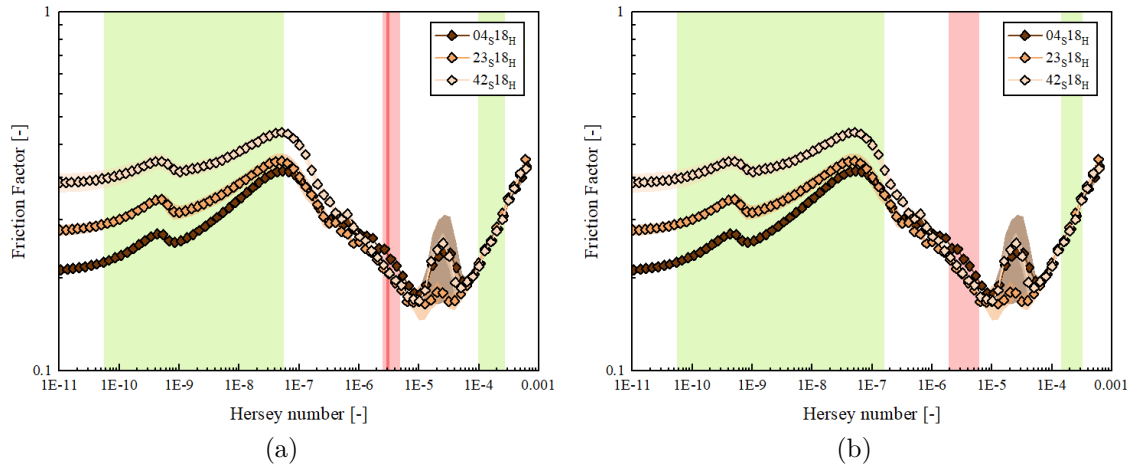 1
04S18H
23S18H
42S18H
Friction Factor [-]
0.1
1E-11 1E-10 1E-9 1E-8 1E-7 1E-6 1E-5 1E-4 0.001
Hersey number [-]
(a)
1
04S18H
23S18H
42S18H
Friction Factor [-]
0.1
1E-11 1E-10 1E-9 1E-8 1E-7 1E-6 1E-5 1E-4 0.001
Hersey number [-]
(b)